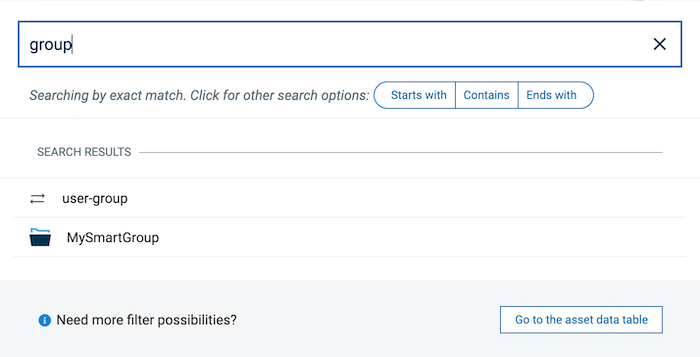 group
Searching by exact match. Click for other search options: Starts with Contains Ends with
SEARCH RESULTS
user-group
MySmartGroup
Need more filter possibilities? Go to the asset data table